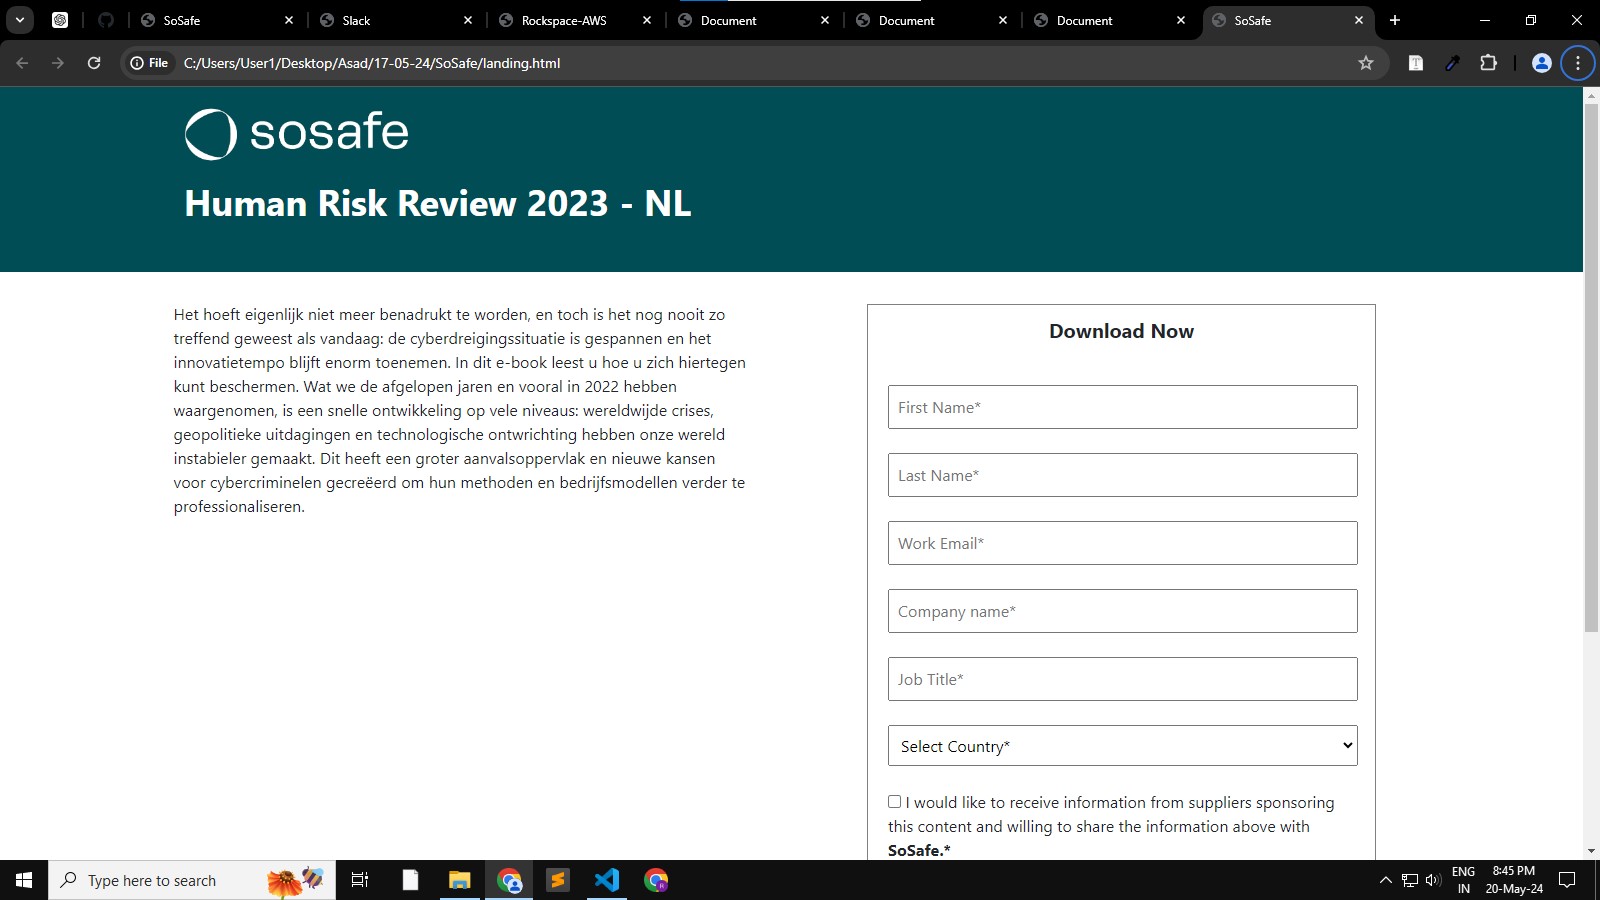 SoSafe
Slack
Rockspace-AWS
Document
Document
Document
SoSafe
File
C:/Users/User1/Desktop/Asad/17-05-24/SoSafe/landing.html
sosafe
Human Risk Review 2023 - NL
Het hoeft eigenlijk niet meer benadrukt te worden, en toch is het nog nooit zo
treffend geweest als vandaag: de cyberdreigingssituatie is gespannen en het
innovatietempo blijft enorm toenemen. In dit e-book leest u hoe u zich hiertegen
kunt beschermen. Wat we de afgelopen jaren en vooral in 2022 hebben
waargenomen, is een snelle ontwikkeling op vele niveaus: wereldwijde crises,
geopolitieke uitdagingen en technologische ontwrichting hebben onze wereld
instabieler gemaakt. Dit heeft een groter aanvalsoppervlak en nieuwe kansen
voor cybercriminelen gecreëerd om hun methoden en bedrijfsmodellen verder te
professionaliseren.
Download Now
First Name*
Last Name*
Work Email*
Company name*
Job Title*
Select Country*
I would like to receive information from suppliers sponsoring
this content and willing to share the information above with
SoSafe.*
Type here to search
ENG
IN
8:45 PM
20-May-24